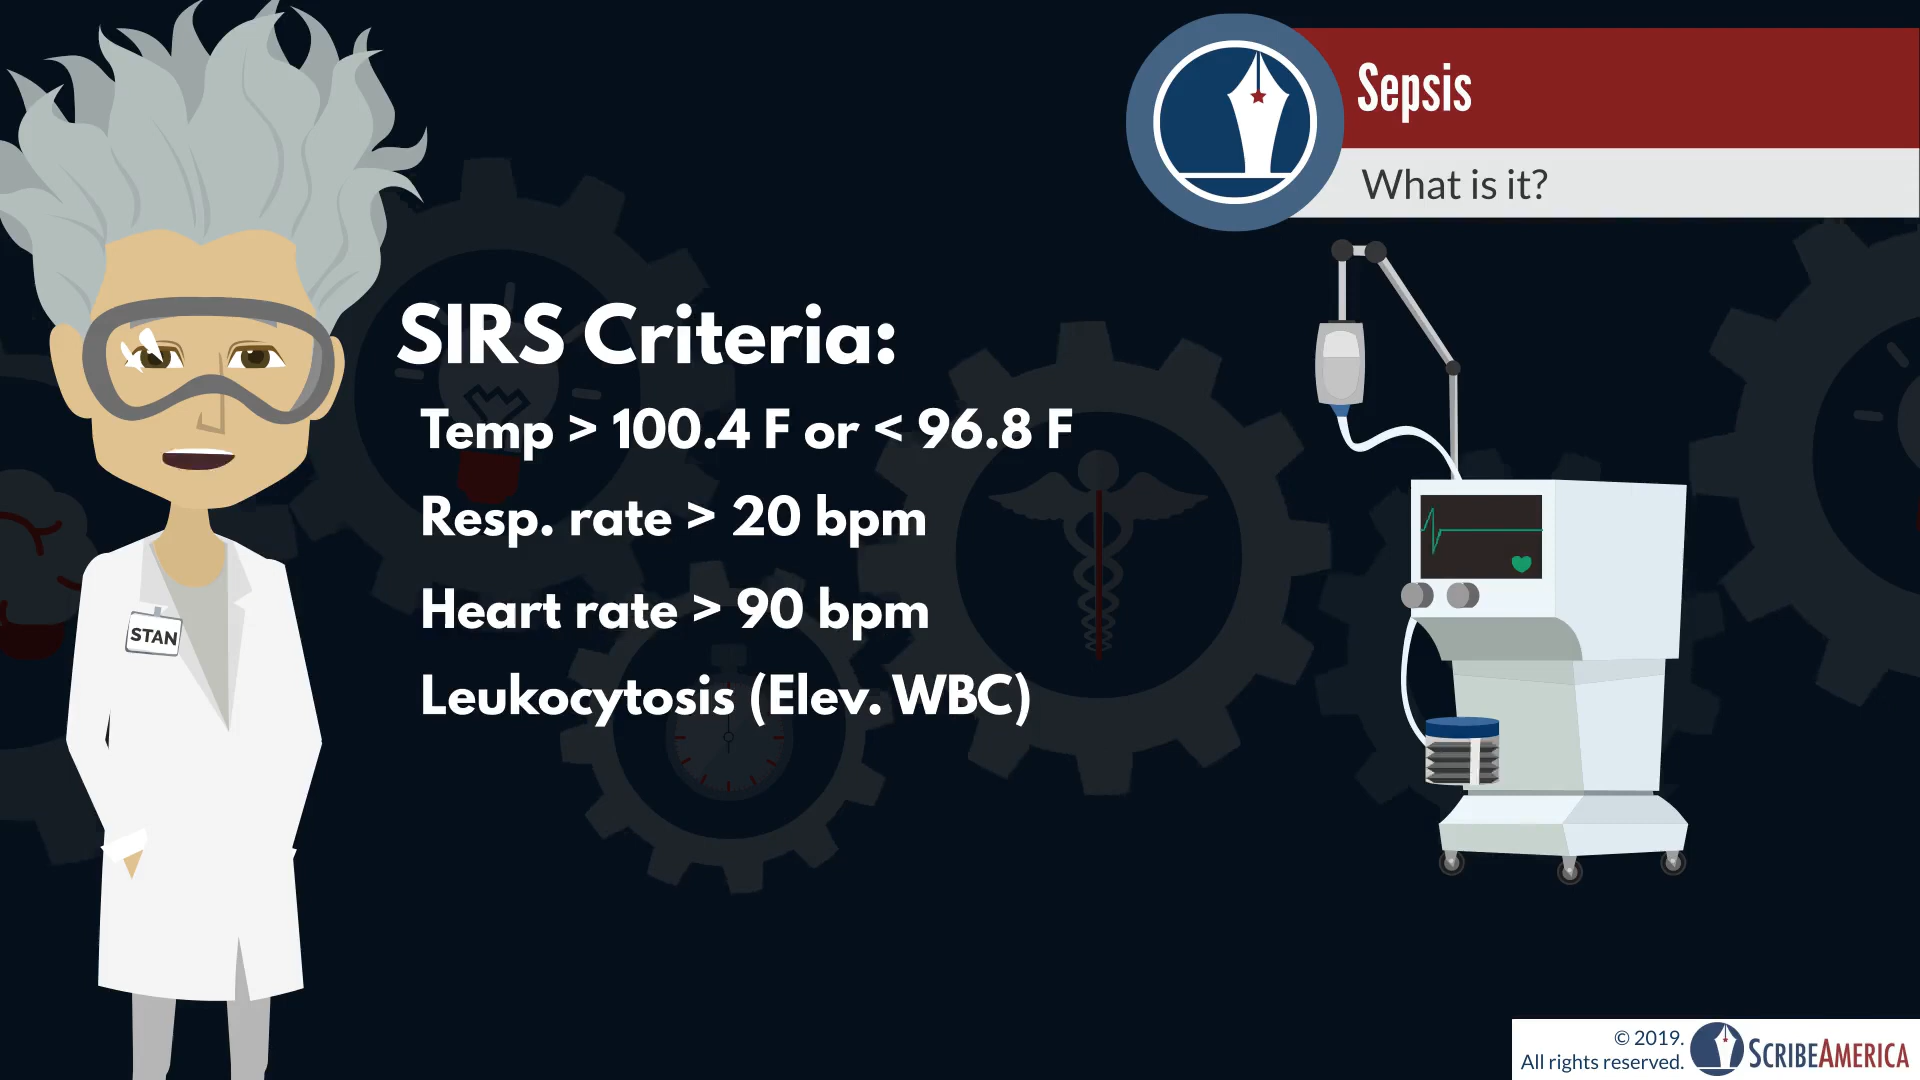 Sepsis
What is it?
SIRS Criteria:
Temp > 100.4 F or < 96.8 F
Resp. rate > 20 bpm
Heart rate > 90 bpm
Leukocytosis (Elev. WBC)
STAN
© 2019.
All rights reserved.
SCRIBEAMERICA